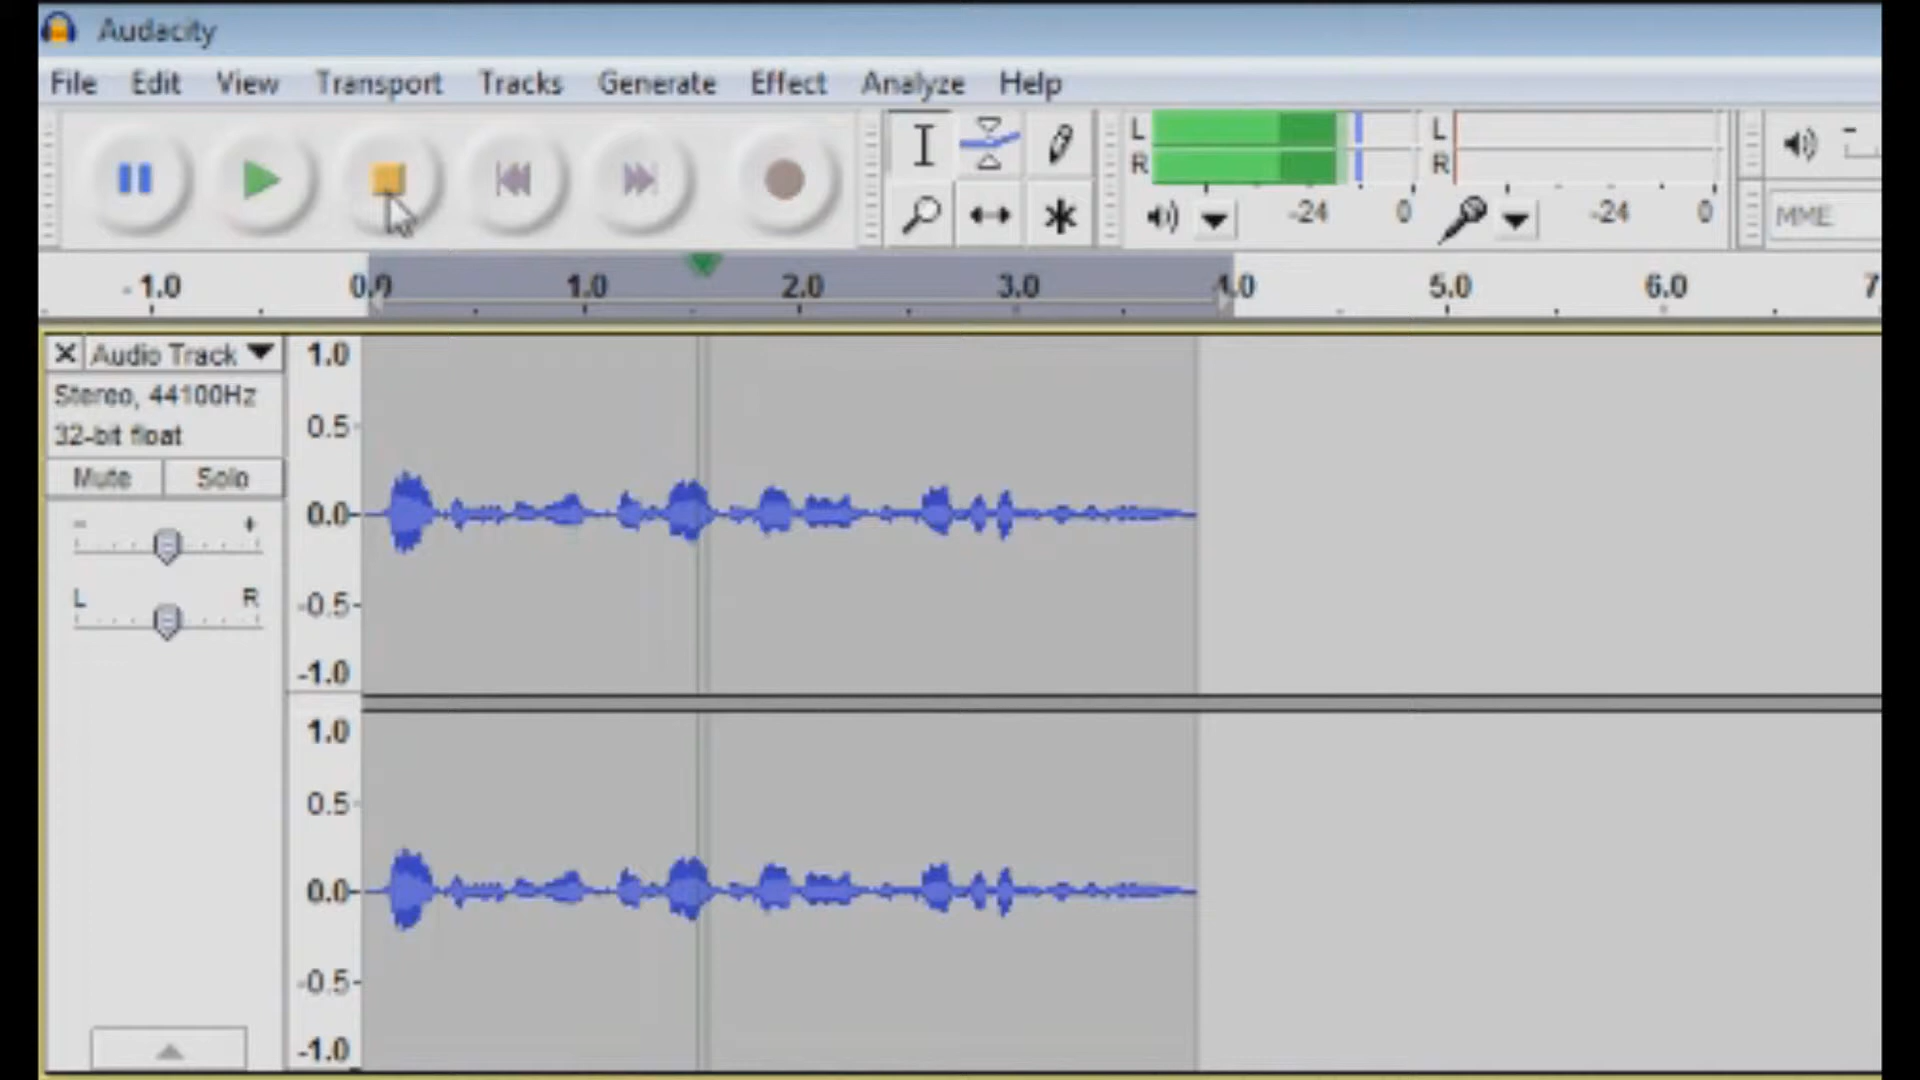 Audacity
File Edit View Transport Tracks Generate Effect Analyze Help
L
R
-24 0
L
R
-24 0
MME
-1.0 0.0 1.0 2.0 3.0 4.0 5.0 6.0 7
Audio Track
Stereo, 44100Hz
32-bit float
Mute Solo
- +
L R
1.0
0.5
0.0
-0.5
-1.0
1.0
0.5
0.0
-0.5
-1.0